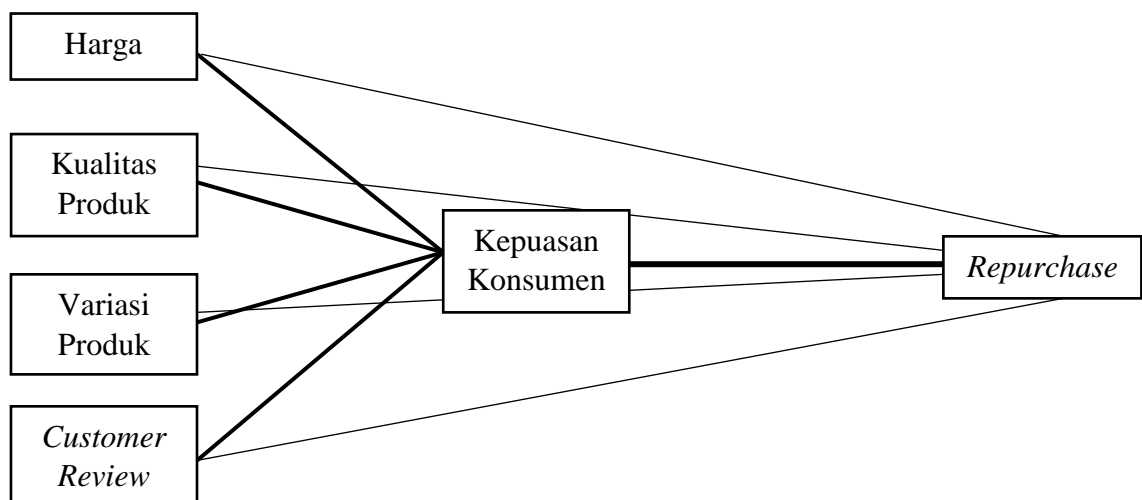 Harga
Kualitas
Produk
Variasi
Produk
Customer
Review
Kepuasan
Konsumen
Repurchase